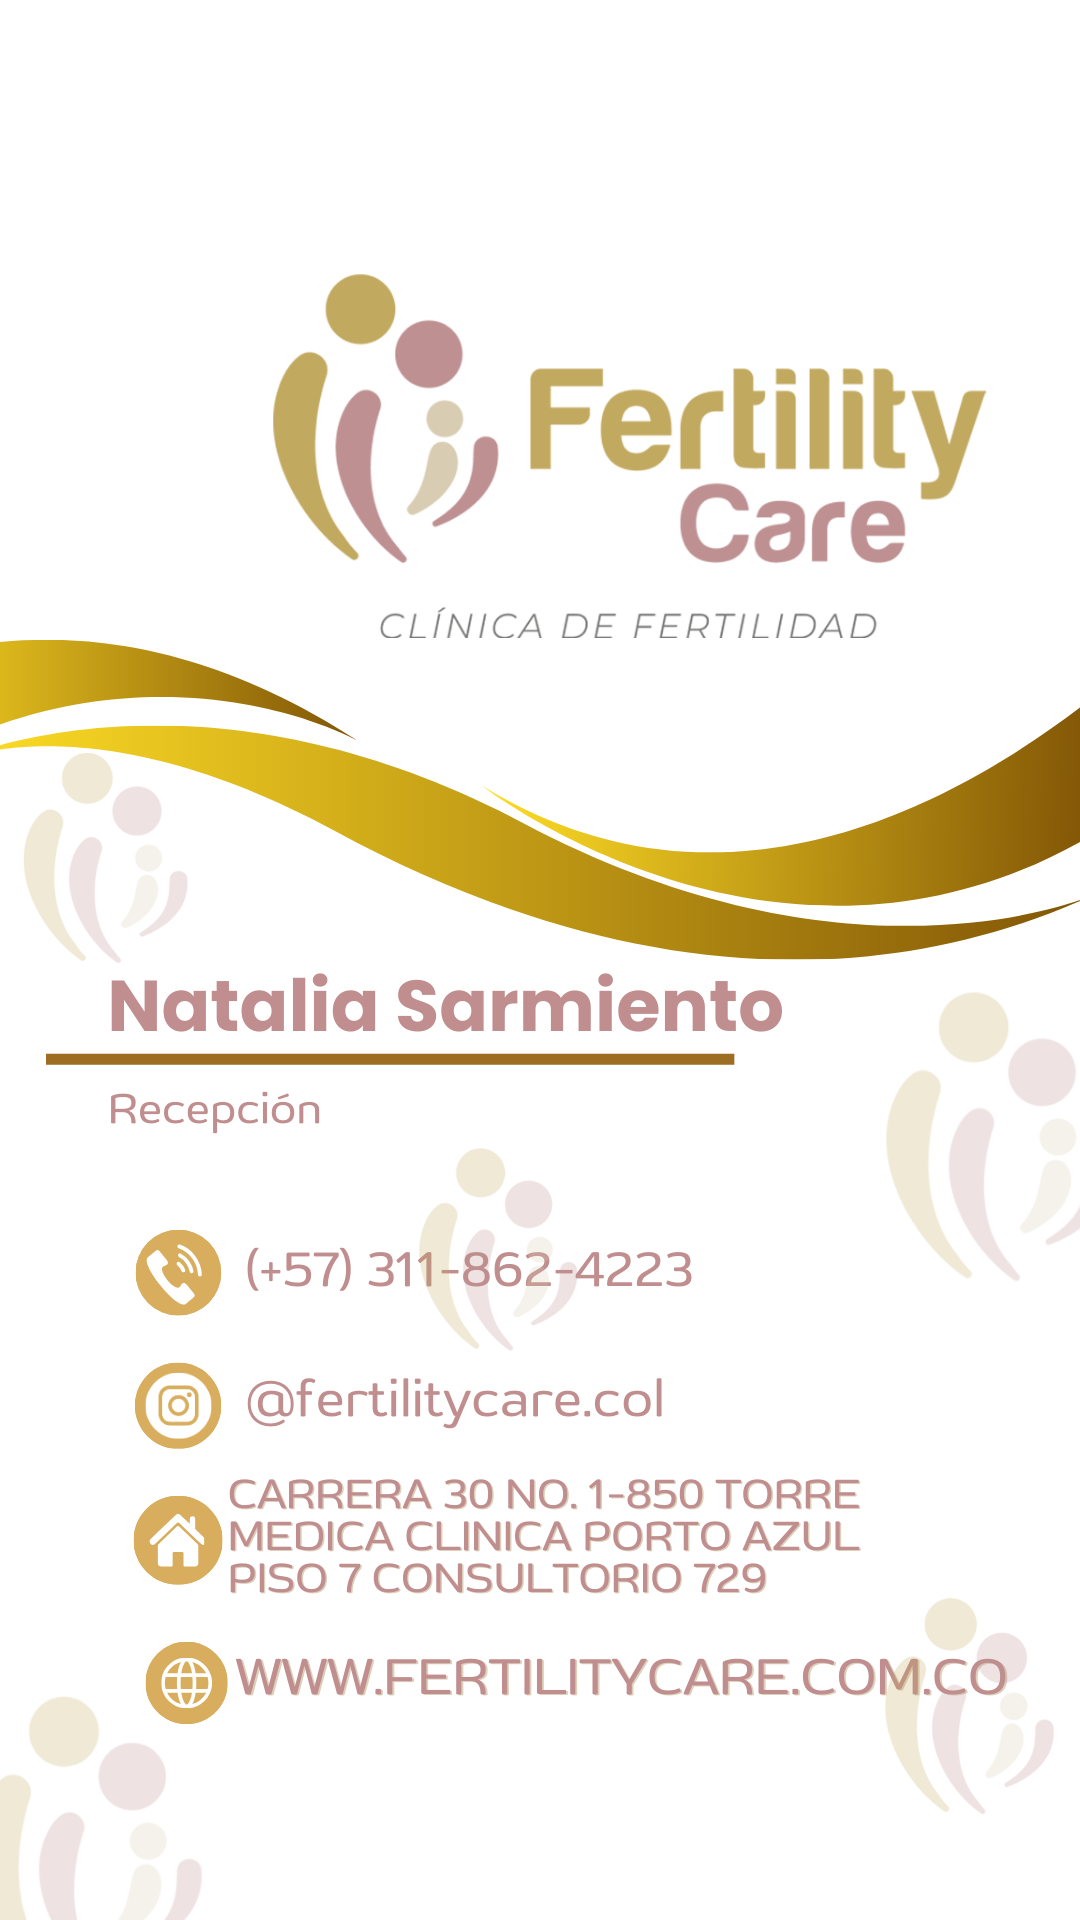 Fertility
Care
CLÍNICA DE FERTILIDAD
Natalia Sarmiento
Recepción
(+57) 311-862-4223
@fertilitycare.col
CARRERA 30 NO. 1-850 TORRE
MEDICA CLINICA PORTO AZUL
PISO 7 CONSULTORIO 729
WWW.FERTILITYCARE.COM.CO